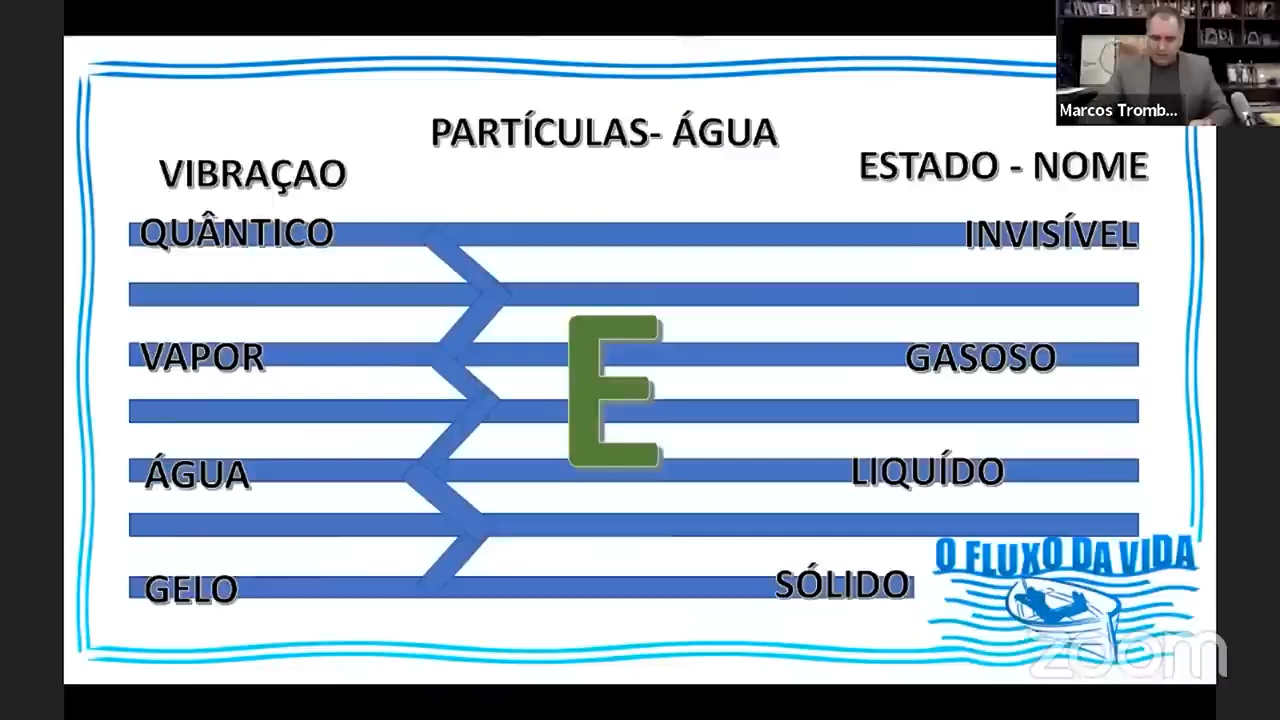 Marcos Tromb...
PARTÍCULAS- ÁGUA
VIBRAÇAO
ESTADO - NOME
QUÂNTICO
INVISÍVEL
VAPOR
GASOSO
E
ÁGUA
LIQUÍDO
GELO
SÓLIDO
O FLUXO DA VIDA
zoom